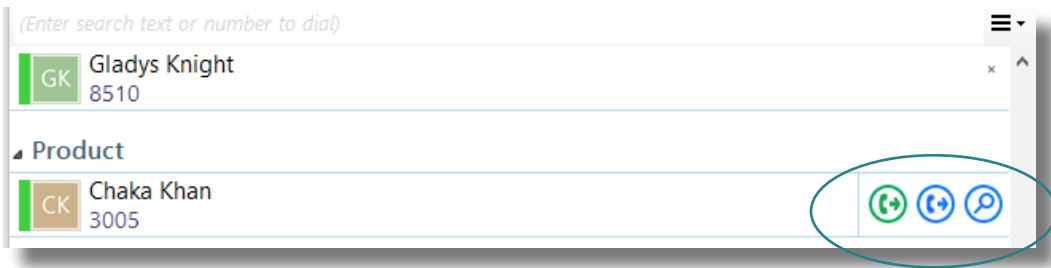 (Enter search text or number to dial)
GK
Gladys Knight
8510
Product
CK
Chaka Khan
3005